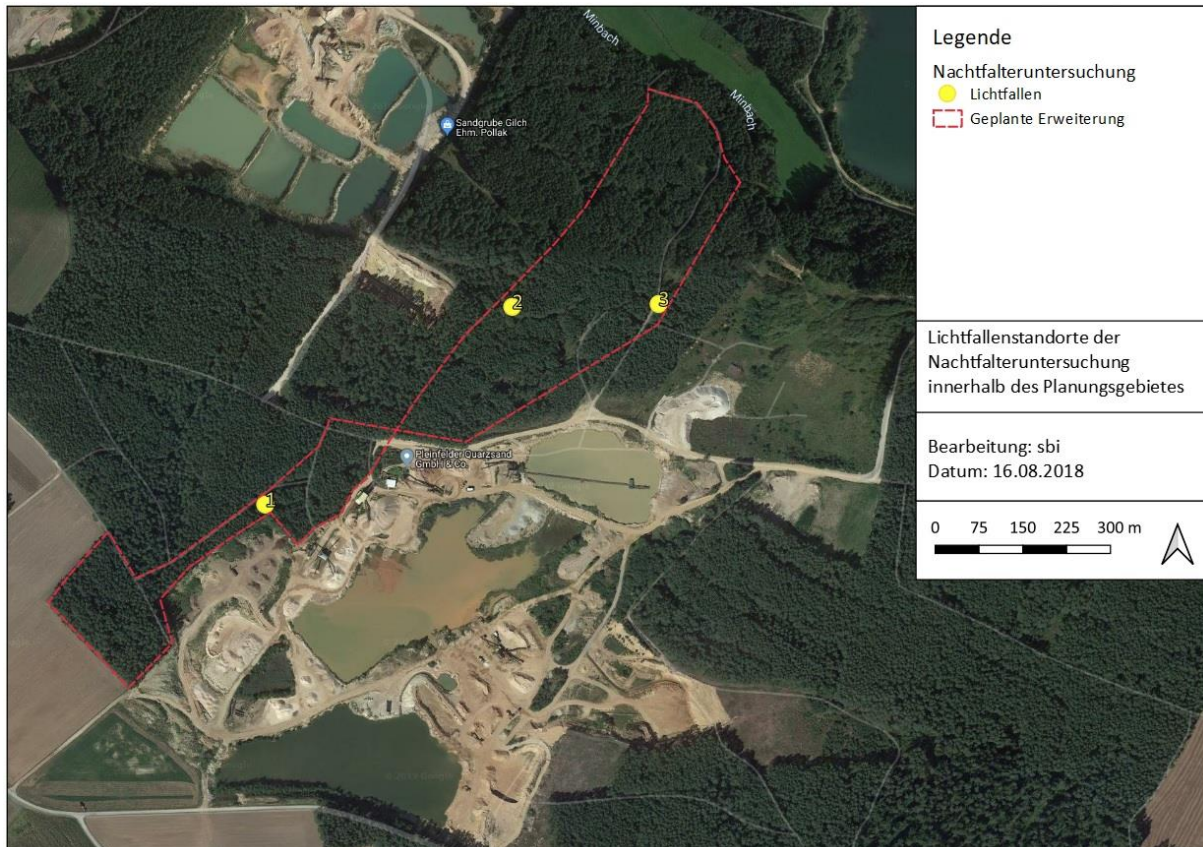 Minbach
Minbach
Sandgrube Gilch
Ehm. Pollak
2
3
Pleinfelder Quarzsand
GmbH & Co.
1
Legende
Nachtfalteruntersuchung
Lichtfallen
Geplante Erweiterung
Lichtfallenstandorte der
Nachtfalteruntersuchung
innerhalb des Planungsgebietes
Bearbeitung: sbi
Datum: 16.08.2018
0 75 150 225 300 m